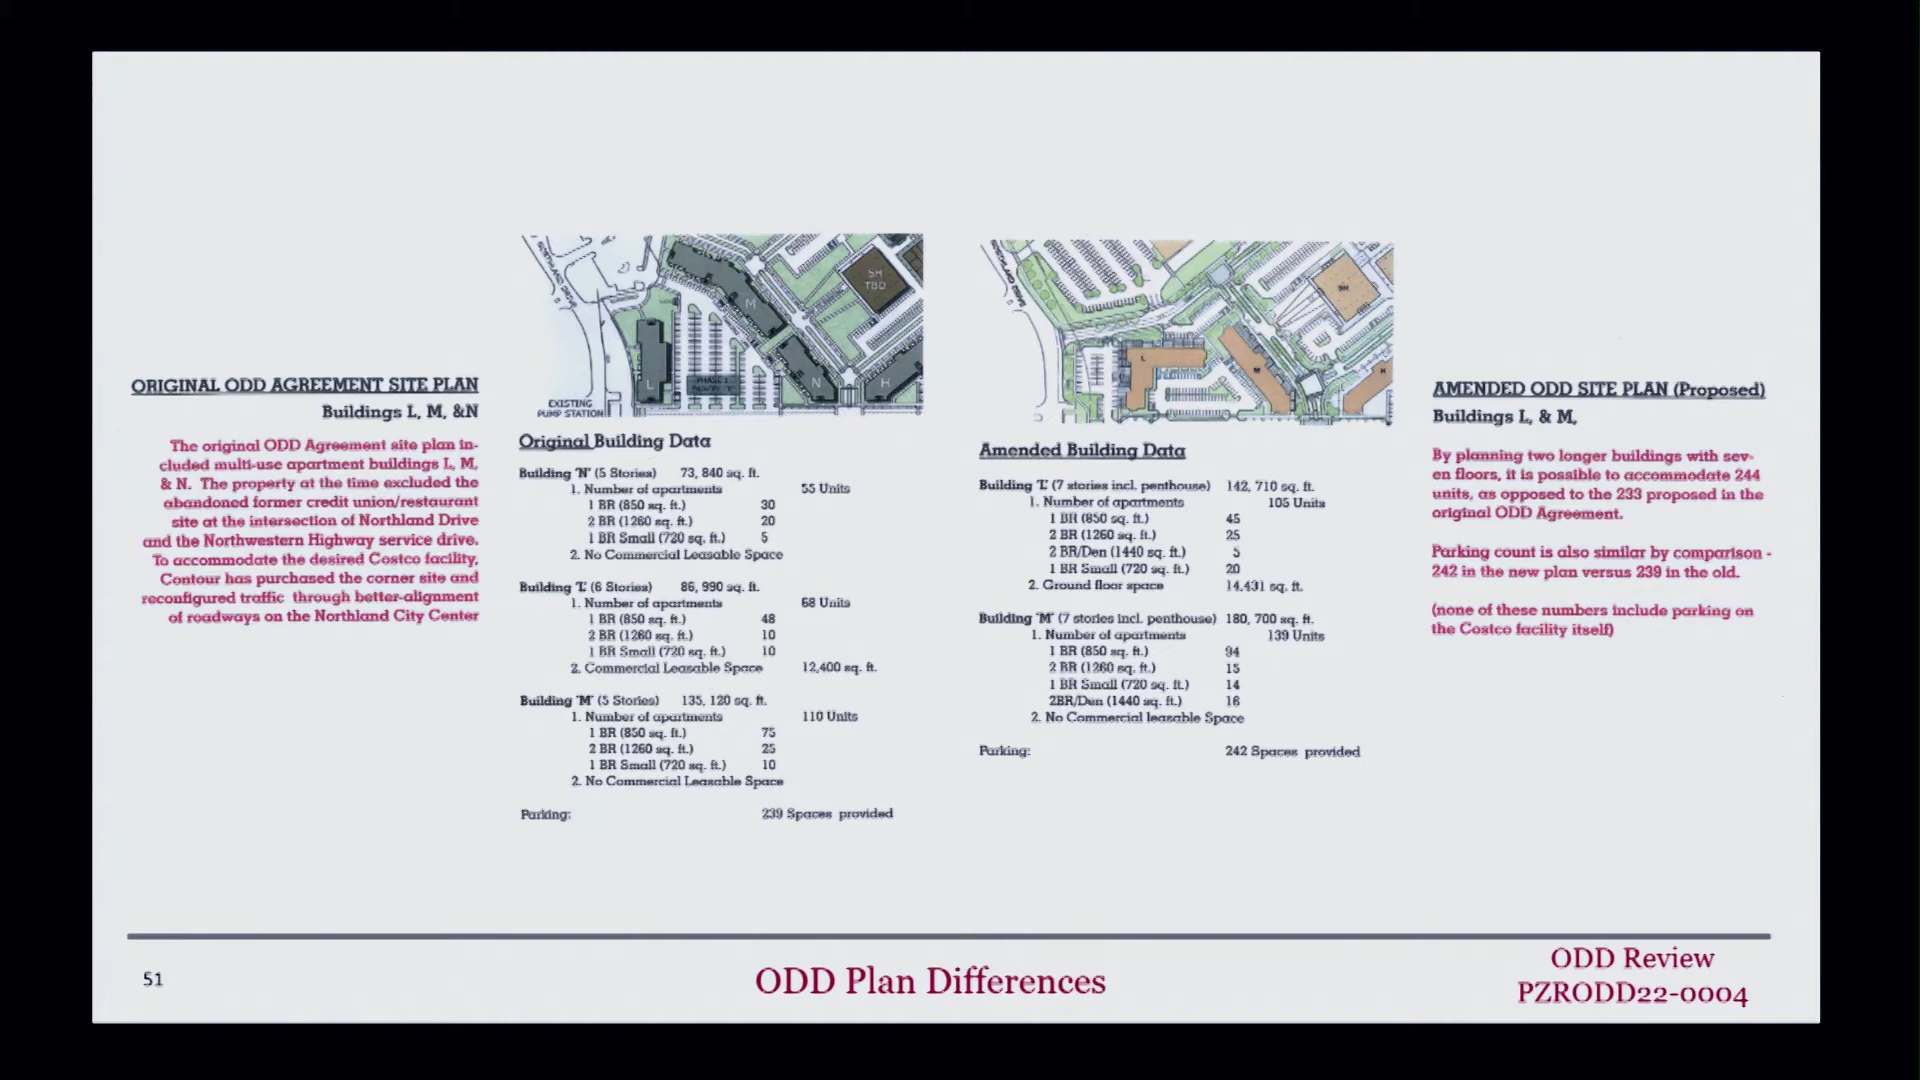 ORIGINAL ODD AGREEMENT SITE PLAN
Buildings L, M, &N
The original ODD Agreement site plan in-
cluded multi-use apartment buildings L, M,
& N. The property at the time excluded the
abandoned former credit union/restaurant
site at the intersection of Northland Drive
and the Northwestern Highway service drive.
To accommodate the desired Costco facility,
Contour has purchased the corner site and
reconfigured traffic through better-alignment
of roadways on the Northland City Center
NORTHLAND DRIVE
SH
TBD
M
L
N
H
EXISTING
PUMP STATION
Original Building Data
Building 'N' (5 Stories) 73, 840 sq. ft.
1. Number of apartments 55 Units
1 BR (850 sq. ft.) 30
2 BR (1260 sq. ft.) 20
1 BR Small (720 sq. ft.) 5
2. No Commercial Leasable Space
Building 'L' (6 Stories) 86, 990 sq. ft.
1. Number of apartments 68 Units
1 BR (850 sq. ft.) 48
2 BR (1260 sq. ft.) 10
1 BR Small (720 sq. ft.) 10
2. Commercial Leasable Space 12,400 sq. ft.
Building 'M' (5 Stories) 135, 120 sq. ft.
1. Number of apartments 110 Units
1 BR (850 sq. ft.) 75
2 BR (1260 sq. ft.) 25
1 BR Small (720 sq. ft.) 10
2. No Commercial Leasable Space
Parking: 239 Spaces provided
NORTHLAND DRIVE
SH
L
M
H
Amended Building Data
Building 'L' (7 stories incl. penthouse) 142, 710 sq. ft.
1. Number of apartments 105 Units
1 BR (850 sq. ft.) 45
2 BR (1260 sq. ft.) 25
2 BR/Den (1440 sq. ft.) 5
1 BR Small (720 sq. ft.) 20
2. Ground floor space 14,431 sq. ft.
Building 'M' (7 stories incl. penthouse) 180, 700 sq. ft.
1. Number of apartments 139 Units
1 BR (850 sq. ft.) 94
2 BR (1260 sq. ft.) 15
1 BR Small (720 sq. ft.) 14
2BR/Den (1440 sq. ft.) 16
2. No Commercial leasable Space
Parking: 242 Spaces provided
AMENDED ODD SITE PLAN (Proposed)
Buildings L, & M,
By planning two longer buildings with sev-
en floors, it is possible to accommodate 244
units, as opposed to the 233 proposed in the
original ODD Agreement.
Parking count is also similar by comparison -
242 in the new plan versus 239 in the old.
(none of these numbers include parking on
the Costco facility itself)
51
ODD Plan Differences
ODD Review
PZRODD22-0004